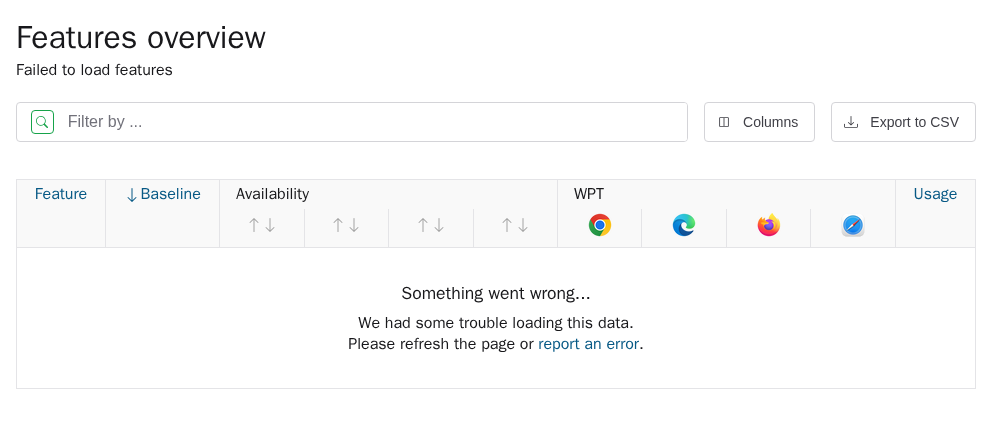 Features overview
Failed to load features
Filter by ...
Columns
Export to CSV
Feature
Baseline
Availability
WPT
Usage
Something went wrong...
We had some trouble loading this data.
Please refresh the page or report an error.